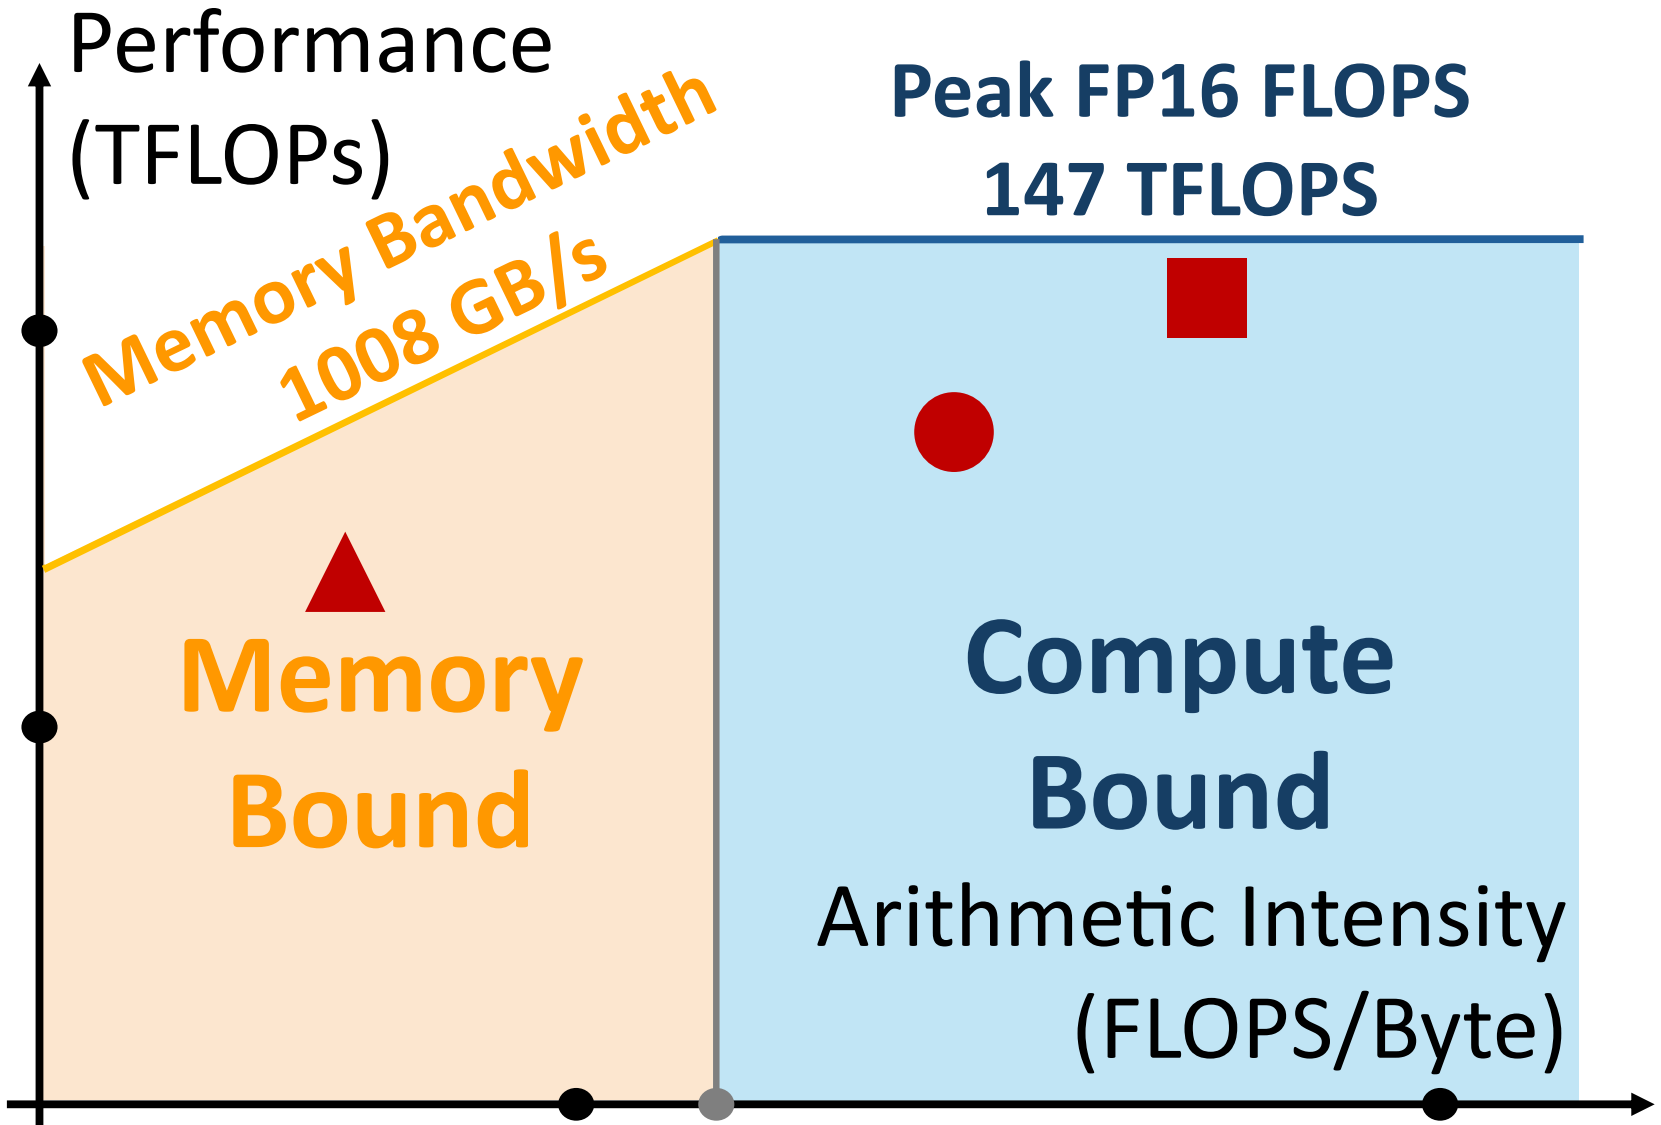 Performance
(TFLOPs)
Memory Bandwidth
1008 GB/s
Peak FP16 FLOPS
147 TFLOPS
Memory
Bound
Compute
Bound
Arithmetic Intensity
(FLOPS/Byte)